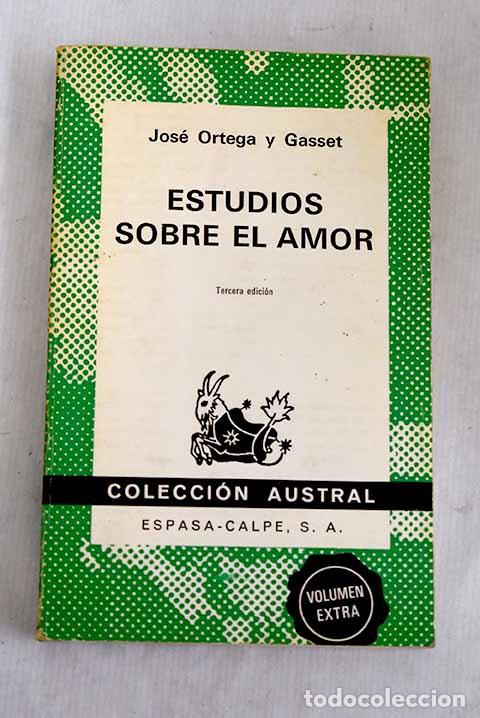 José Ortega y Gasset
ESTUDIOS
SOBRE EL AMOR
Tercera edición
COLECCIÓN AUSTRAL
ESPASA-CALPE, S. A.
VOLUMEN
EXTRA
todocoleccion